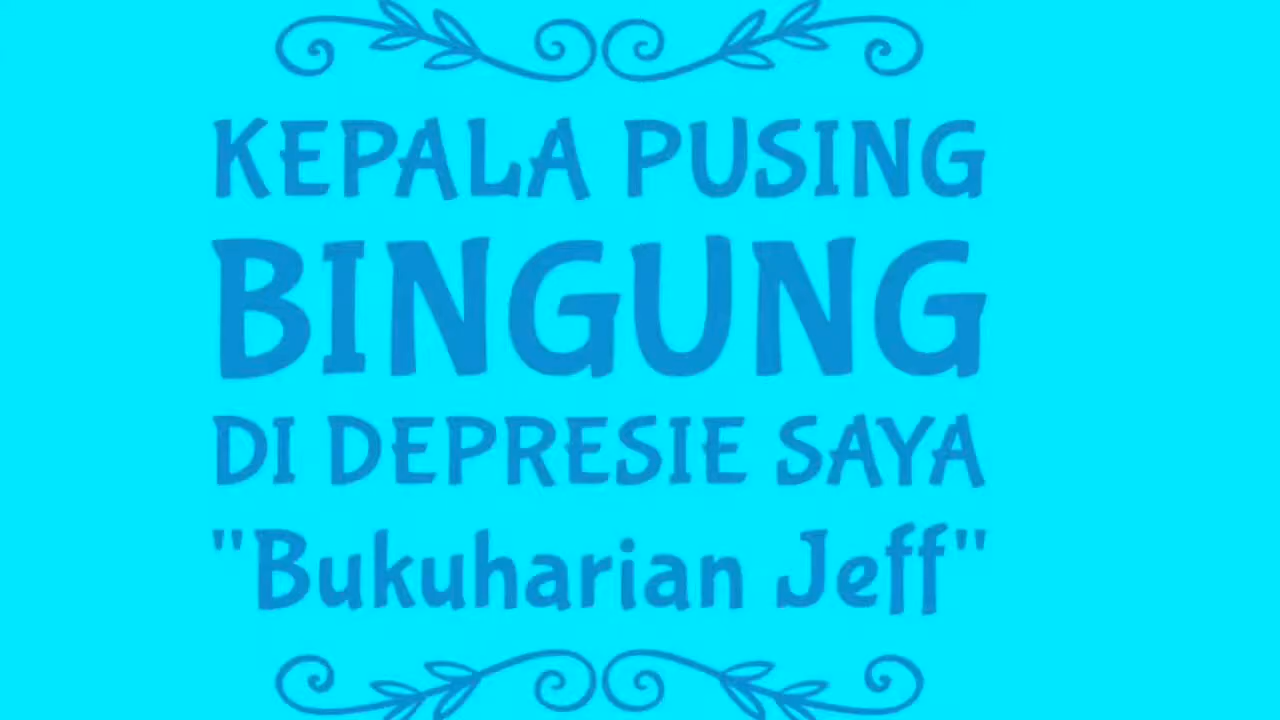 KEPALA PUSING
BINGUNG
DI DEPRESIE SAYA
"Bukuharian Jeff"